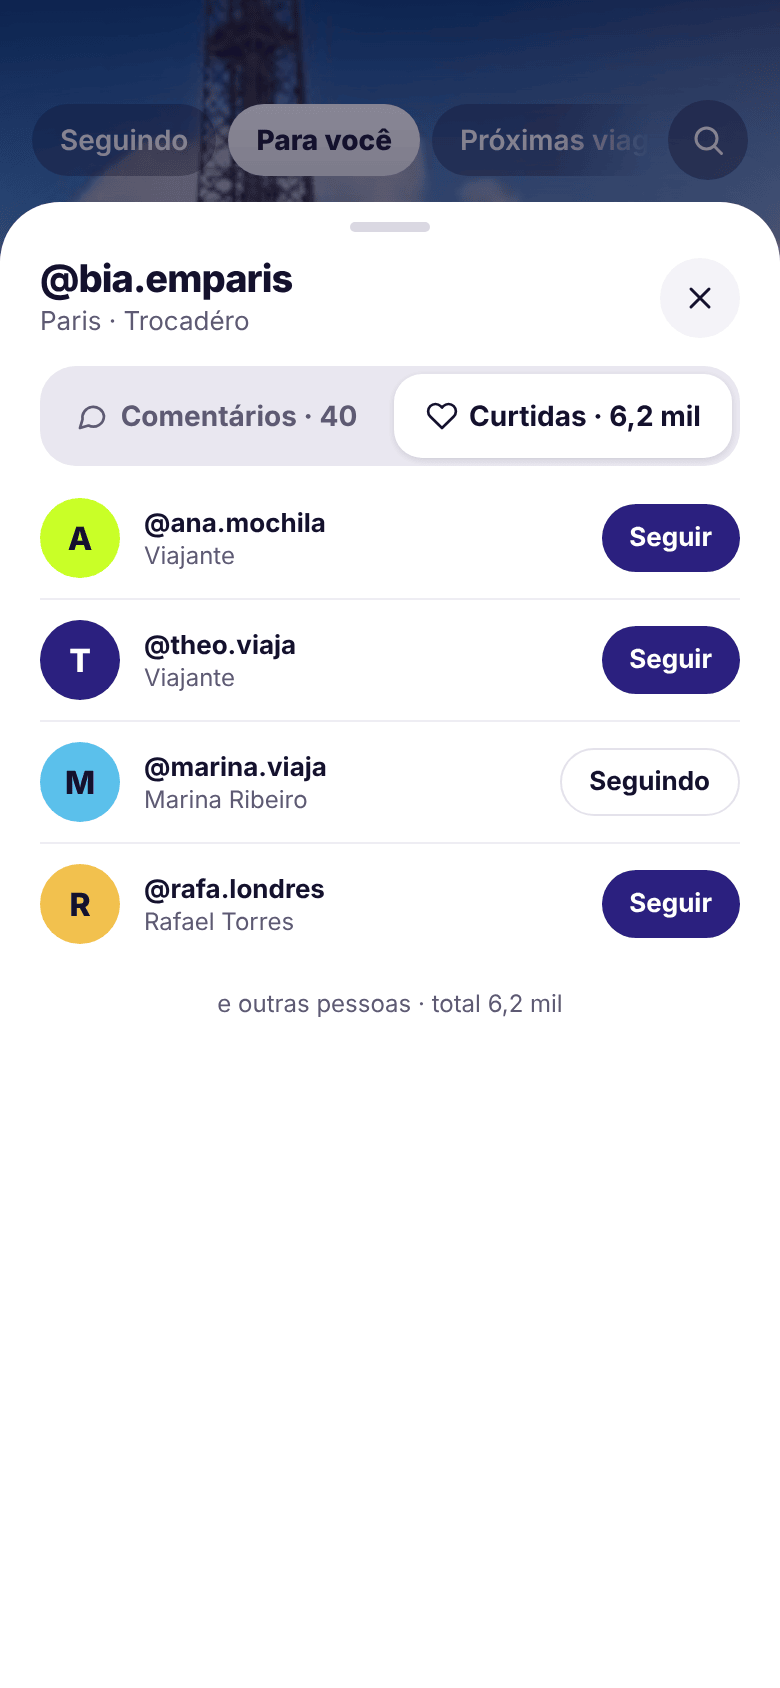 Seguindo
Para você
Próximas viag
@bia.emparis
Paris · Trocadéro
Comentários · 40
Curtidas · 6,2 mil
A
@ana.mochila
Viajante
Seguir
T
@theo.viaja
Viajante
Seguir
M
@marina.viaja
Marina Ribeiro
Seguindo
R
@rafa.londres
Rafael Torres
Seguir
e outras pessoas · total 6,2 mil